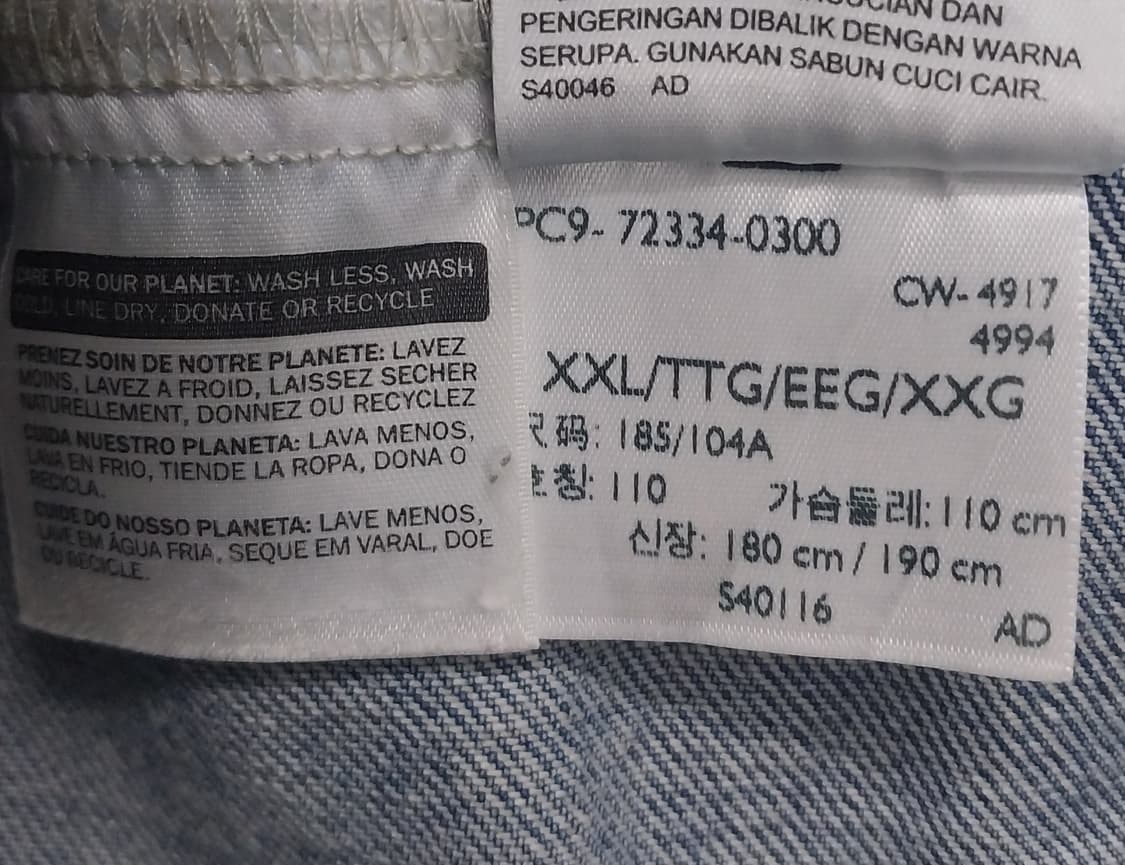 PENGERINGAN DIBALIK DENGAN WARNA
SERUPA. GUNAKAN SABUN CUCI CAIR.
S40046 AD
CARE FOR OUR PLANET: WASH LESS, WASH
COLD, LINE DRY, DONATE OR RECYCLE
PRENEZ SOIN DE NOTRE PLANETE: LAVEZ
MOINS, LAVEZ A FROID, LAISSEZ SECHER
NATURELLEMENT, DONNEZ OU RECYCLEZ
CUIDA NUESTRO PLANETA: LAVA MENOS,
LAVA EN FRIO, TIENDE LA ROPA, DONA O
RECICLA.
CUIDE DO NOSSO PLANETA: LAVE MENOS,
LAVE EM ÁGUA FRIA, SEQUE EM VARAL, DOE
OU RECICLE.
PC9- 72334-0300
CW- 4917
4994
XXL/TTG/EEG/XXG
尺码: 185/104A
호칭: 110 가슴둘레: 110 cm
신장: 180 cm / 190 cm
S40116
AD